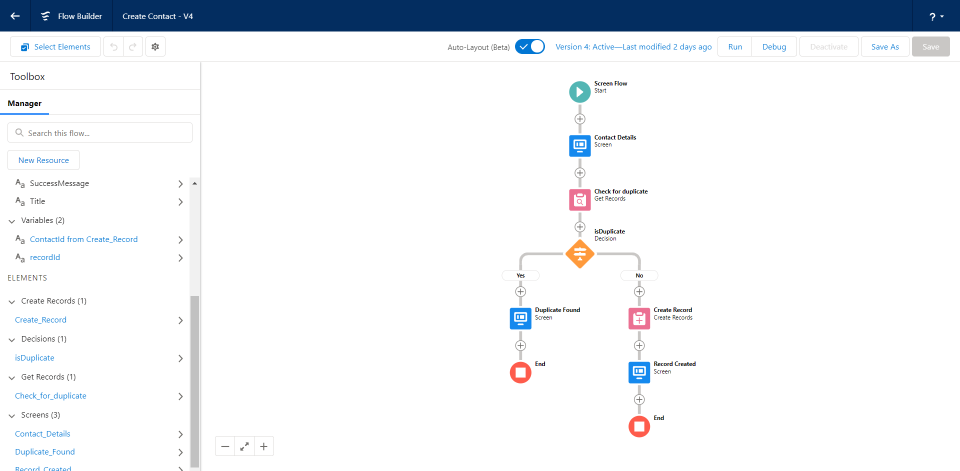 Flow Builder
Create Contact - V4
?
Select Elements
Auto-Layout (Beta)
Version 4: Active—Last modified 2 days ago
Run
Debug
Deactivate
Save As
Save
Toolbox
Manager
Search this flow...
New Resource
Aa SuccessMessage
Aa Title
Variables (2)
Aa ContactId from Create_Record
Aa recordId
ELEMENTS
Create Records (1)
Create_Record
Decisions (1)
isDuplicate
Get Records (1)
Check_for_duplicate
Screens (3)
Contact_Details
Duplicate_Found
Record_Created
Screen Flow
Start
Contact Details
Screen
Check for duplicate
Get Records
isDuplicate
Decision
Yes
No
Duplicate Found
Screen
Create Record
Create Records
End
Record Created
Screen
End